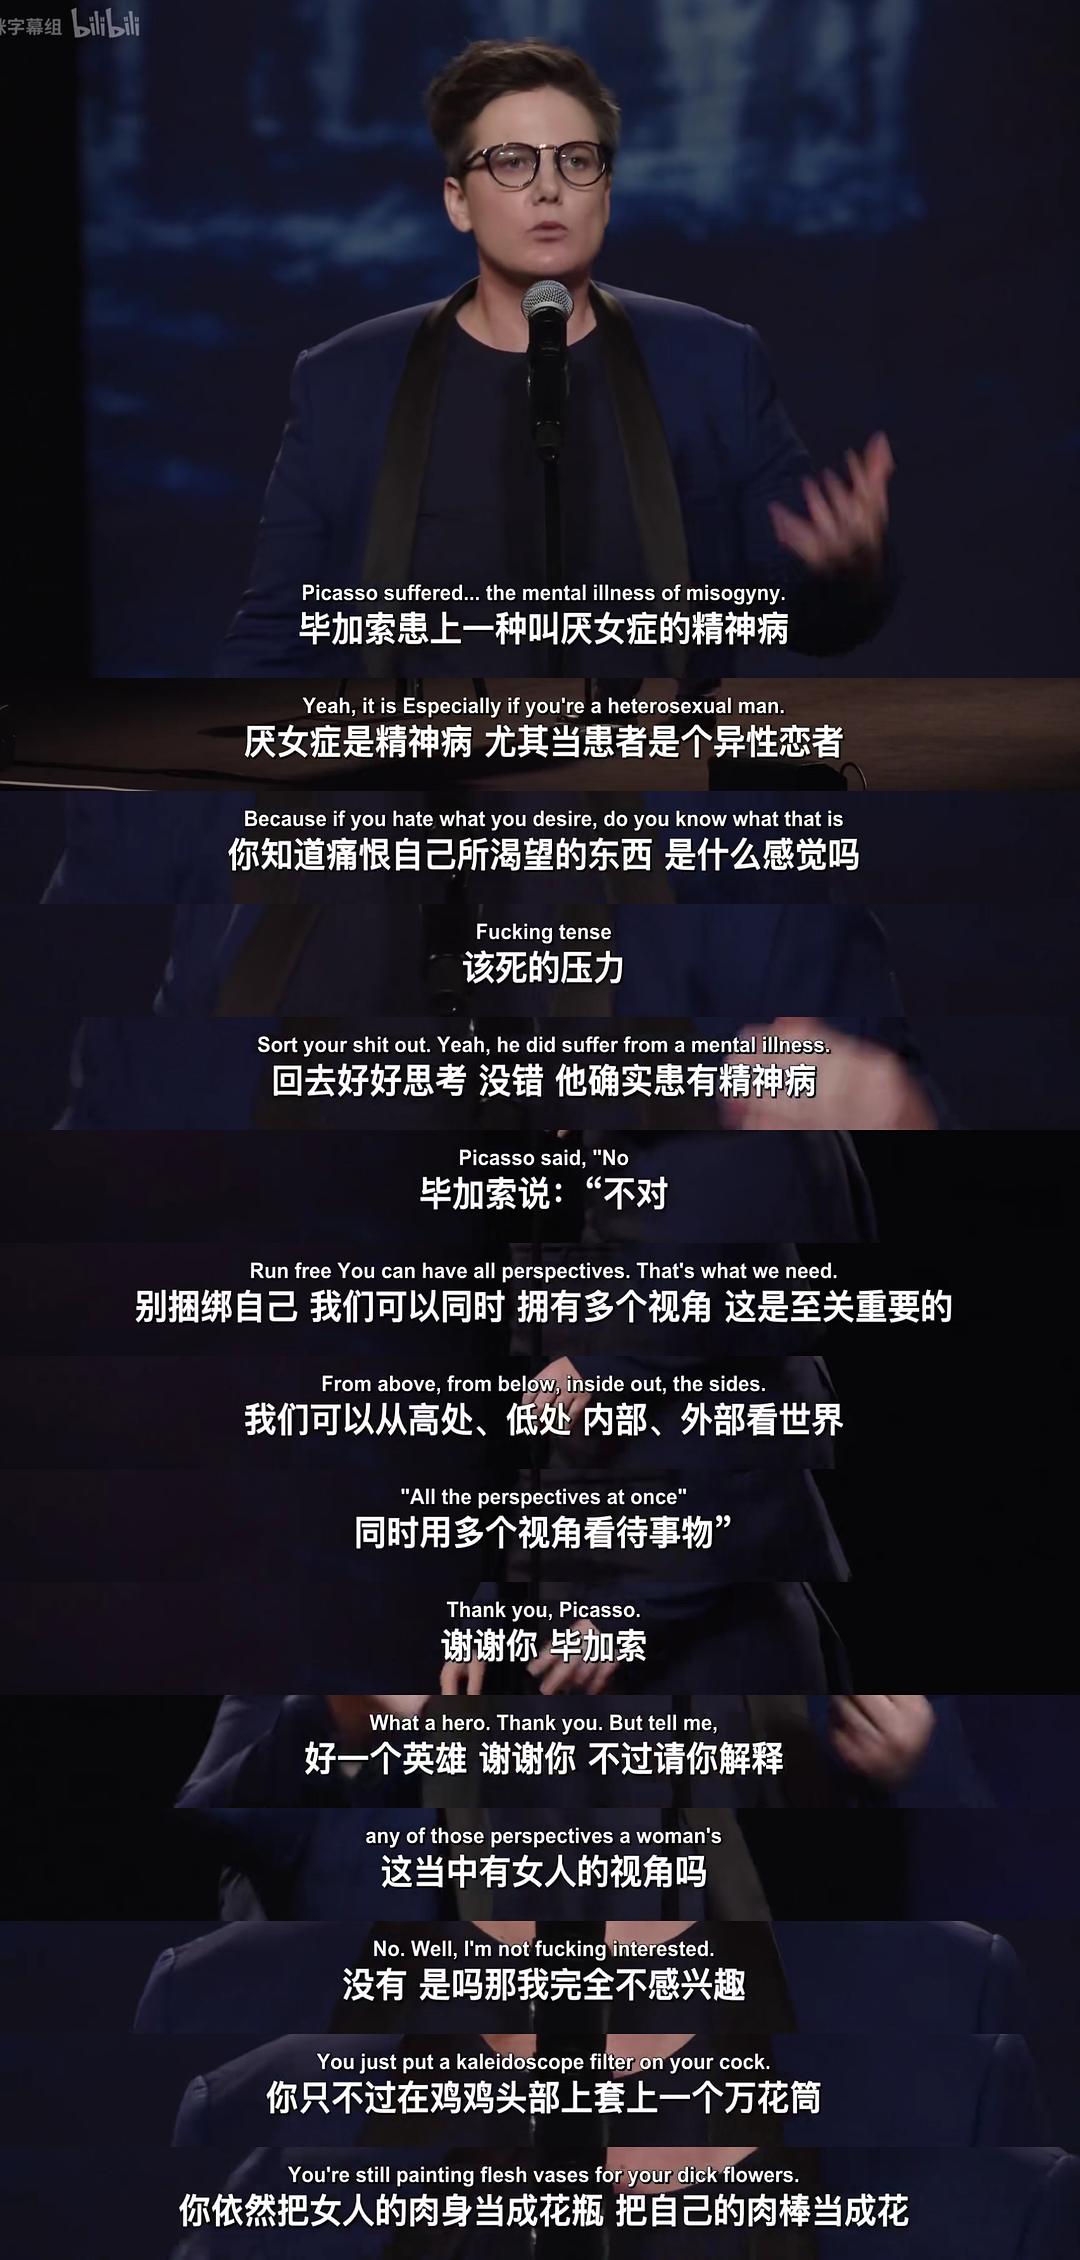 字幕组 bilibili
Picasso suffered... the mental illness of misogyny.
毕加索患上一种叫厌女症的精神病
Yeah, it is Especially if you're a heterosexual man.
厌女症是精神病 尤其当患者是个异性恋者
Because if you hate what you desire, do you know what that is
你知道痛恨自己所渴望的东西 是什么感觉吗
Fucking tense
该死的压力
Sort your shit out. Yeah, he did suffer from a mental illness.
回去好好思考 没错 他确实患有精神病
Picasso said, "No
毕加索说：“不对
Run free You can have all perspectives. That's what we need.
别捆绑自己 我们可以同时 拥有多个视角 这是至关重要的
From above, from below, inside out, the sides.
我们可以从高处、低处 内部、外部看世界
"All the perspectives at once"
同时用多个视角看待事物”
Thank you, Picasso.
谢谢你 毕加索
What a hero. Thank you. But tell me,
好一个英雄 谢谢你 不过请你解释
any of those perspectives a woman's
这当中有女人的视角吗
No. Well, I'm not fucking interested.
没有 是吗那我完全不感兴趣
You just put a kaleidoscope filter on your cock.
你只不过在鸡鸡头部上套上一个万花筒
You're still painting flesh vases for your dick flowers.
你依然把女人的肉身当成花瓶 把自己的肉棒当成花